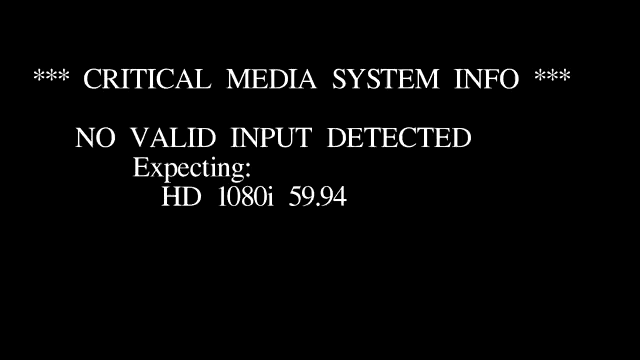 *** CRITICAL MEDIA SYSTEM INFO ***
NO VALID INPUT DETECTED
Expecting:
HD 1080i 59.94